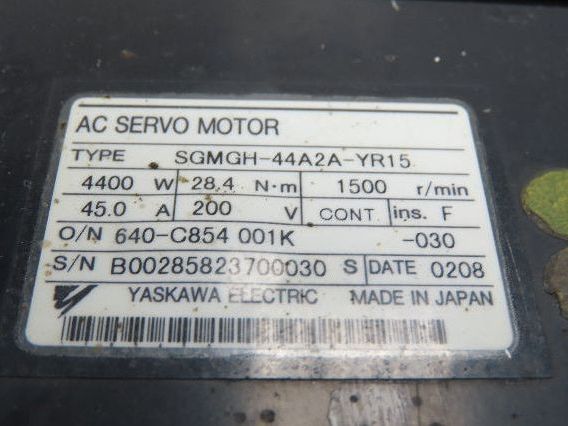 AC SERVO MOTOR
TYPE SGMGH-44A2A-YR15
4400 W 28.4 N·m 1500 r/min
45.0 A 200 V CONT. ins. F
O/N 640-C854 001K -030
S/N B00285823700030 S DATE 0208
YASKAWA ELECTRIC MADE IN JAPAN